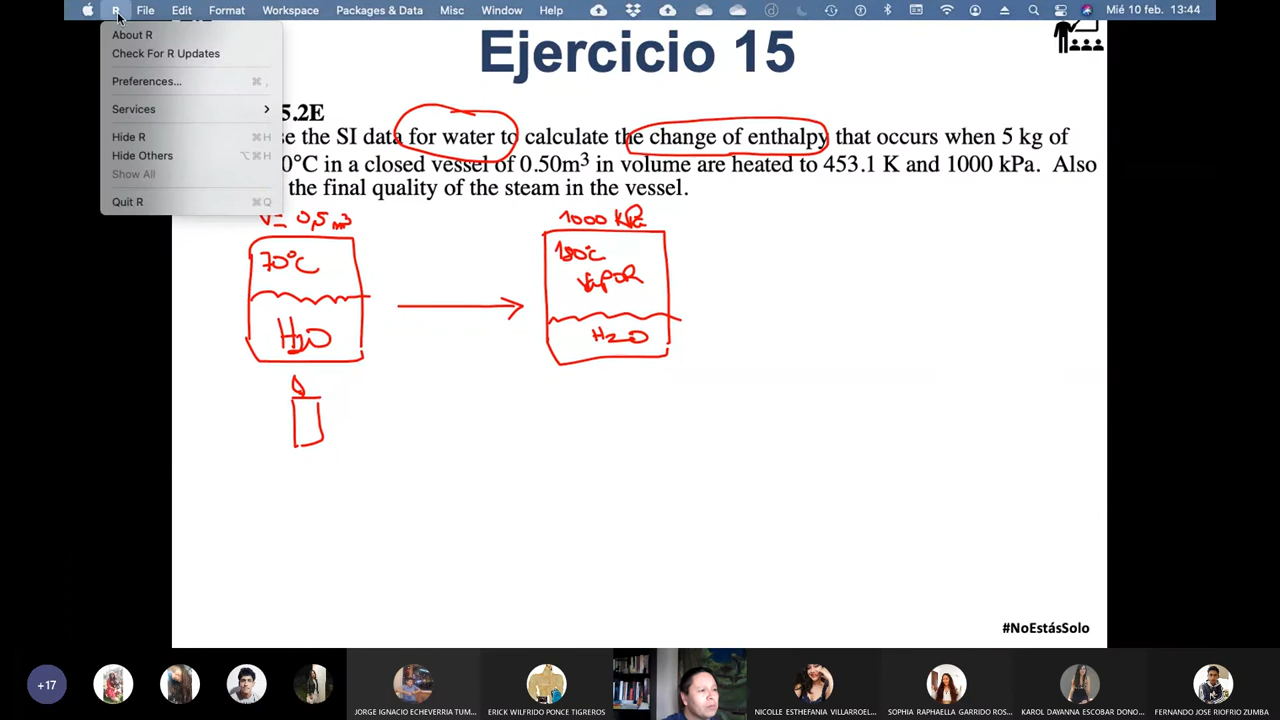 R File Edit Format Workspace Packages & Data Misc Window Help Mié 10 feb. 13:44
About R
Check For R Updates
Preferences... ⌘ ,
Services
Hide R ⌘H
Hide Others ⌥⌘H
Show All
Quit R ⌘Q
Ejercicio 15
5.2E
se the SI data for water to calculate the change of enthalpy that occurs when 5 kg of
0°C in a closed vessel of 0.50m³ in volume are heated to 453.1 K and 1000 kPa. Also
the final quality of the steam in the vessel.
V= 0,5 m³ 1000 kPa
70°C
H2O
180°C
vapor
H2O
#NoEstásSolo
+17
JORGE IGNACIO ECHEVERRIA TUM...
ERICK WILFRIDO PONCE TIGREROS
NICOLLE ESTHEFANIA VILLARROEL...
SOPHIA RAPHAELLA GARRIDO ROS...
KAROL DAYANNA ESCOBAR DONO...
FERNANDO JOSE RIOFRIO ZUMBA